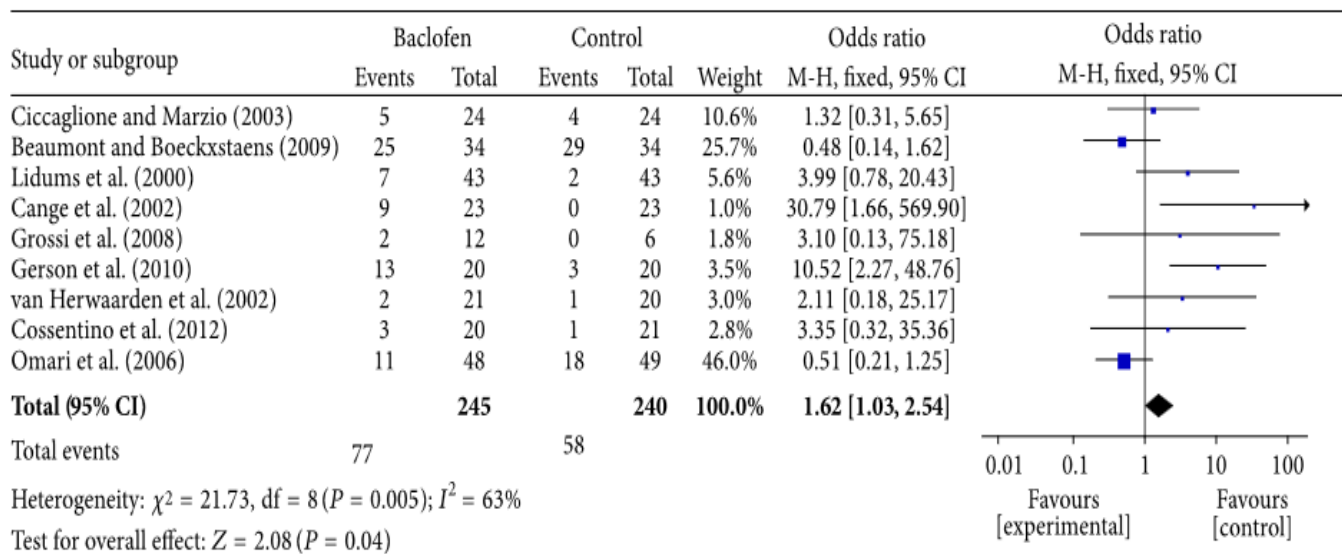 Study or subgroup Baclofen Control Odds ratio Odds ratio
Events Total Events Total Weight M-H, fixed, 95% CI M-H, fixed, 95% CI
Ciccaglione and Marzio (2003) 5 24 4 24 10.6% 1.32 [0.31, 5.65]
Beaumont and Boeckxstaens (2009) 25 34 29 34 25.7% 0.48 [0.14, 1.62]
Lidums et al. (2000) 7 43 2 43 5.6% 3.99 [0.78, 20.43]
Cange et al. (2002) 9 23 0 23 1.0% 30.79 [1.66, 569.90]
Grossi et al. (2008) 2 12 0 6 1.8% 3.10 [0.13, 75.18]
Gerson et al. (2010) 13 20 3 20 3.5% 10.52 [2.27, 48.76]
van Herwaarden et al. (2002) 2 21 1 20 3.0% 2.11 [0.18, 25.17]
Cossentino et al. (2012) 3 20 1 21 2.8% 3.35 [0.32, 35.36]
Omari et al. (2006) 11 48 18 49 46.0% 0.51 [0.21, 1.25]
Total (95% CI) 245 240 100.0% 1.62 [1.03, 2.54]
Total events 77 58
0.01 0.1 1 10 100
Heterogeneity: χ2 = 21.73, df = 8 (P = 0.005); I² = 63%
Favours [experimental]
Favours [control]
Test for overall effect: Z = 2.08 (P = 0.04)